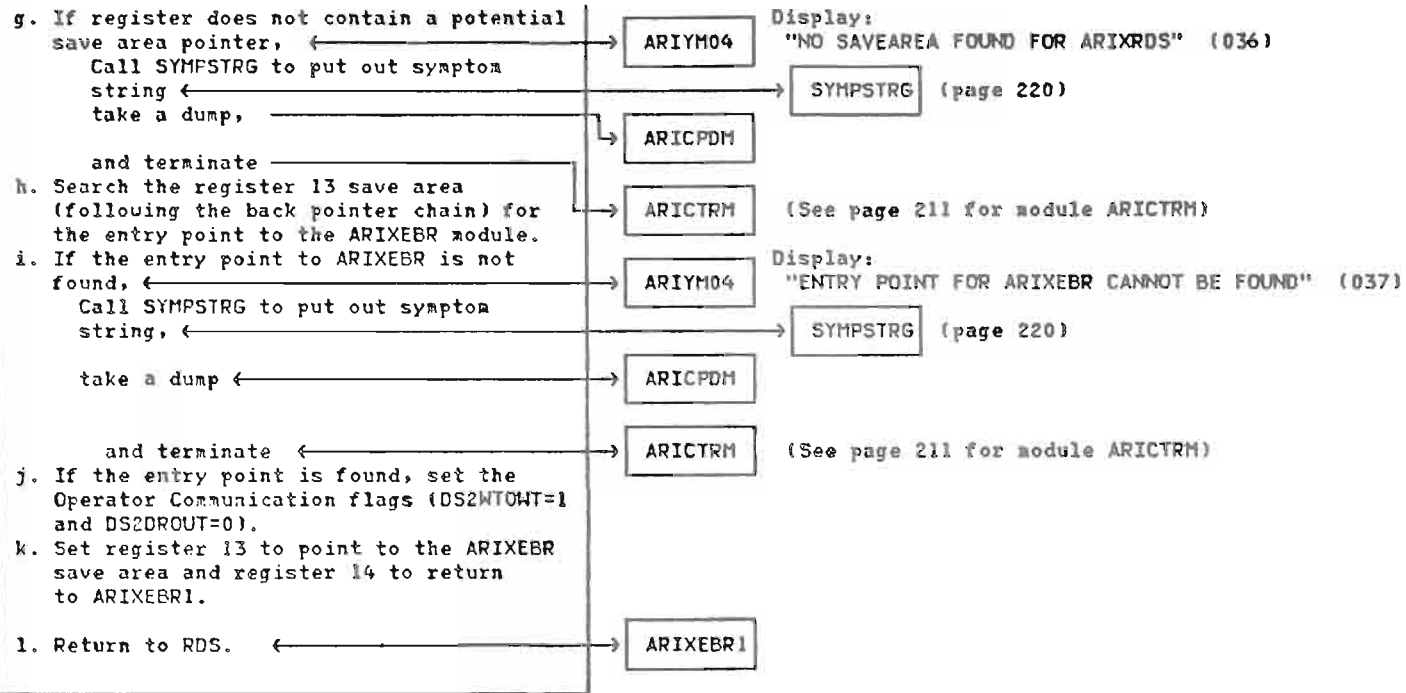 g. If register does not contain a potential
save area pointer,
ARIYM04
Display:
"NO SAVEAREA FOUND FOR ARIXRDS" (036)
Call SYMPSTRG to put out symptom
string
SYMPSTRG (page 220)
take a dump,
ARICPDM
and terminate
h. Search the register 13 save area
(following the back pointer chain) for
the entry point to the ARIXEBR module.
ARICTRM (See page 211 for module ARICTRM)
i. If the entry point to ARIXEBR is not
found,
ARIYM04
Display:
"ENTRY POINT FOR ARIXEBR CANNOT BE FOUND" (037)
Call SYMPSTRG to put out symptom
string,
SYMPSTRG (page 220)
take a dump
ARICPDM
and terminate
ARICTRM (See page 211 for module ARICTRM)
j. If the entry point is found, set the
Operator Communication flags (DS2WTOWT=1
and DS2DROUT=0).
k. Set register 13 to point to the ARIXEBR
save area and register 14 to return
to ARIXEBR1.
l. Return to RDS.
ARIXEBR1